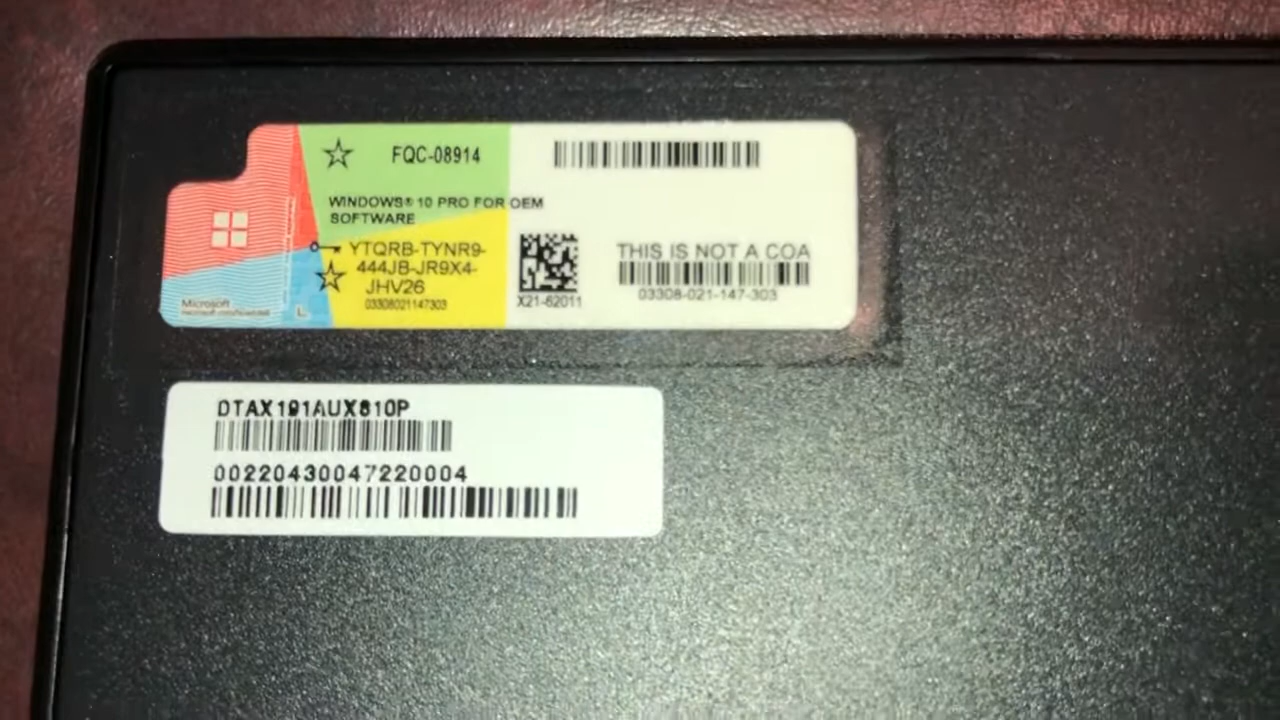 FQC-08914
WINDOWS® 10 PRO FOR OEM
SOFTWARE
YTQRB-TYNR9-
444JB-JR9X4-
JHV26
03308021147303
X21-62011
THIS IS NOT A COA
03308-021-147-303
Microsoft
L
DTAX191AUX810P
00220430047220004